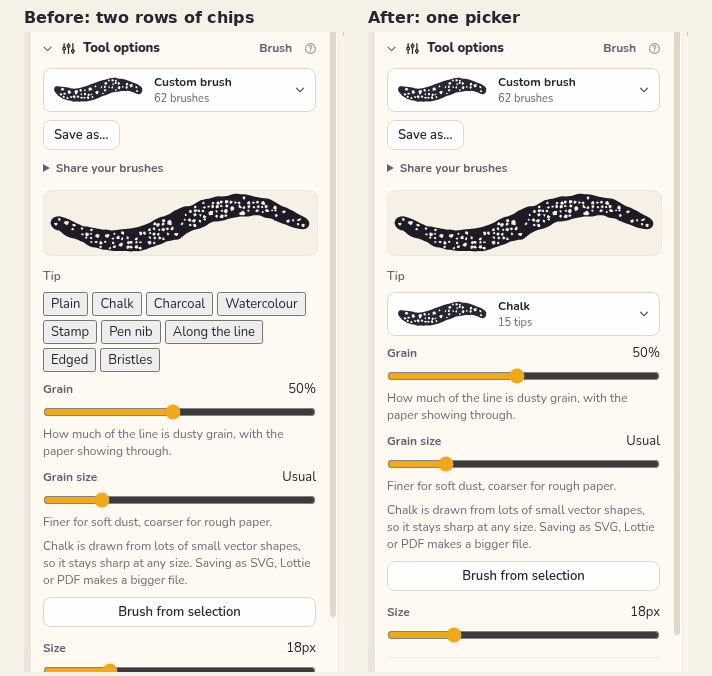 Before: two rows of chips
Tool options
Brush
Custom brush
62 brushes
Save as...
Share your brushes
Tip
Plain
Chalk
Charcoal
Watercolour
Stamp
Pen nib
Along the line
Edged
Bristles
Grain
50%
How much of the line is dusty grain, with the
paper showing through.
Grain size
Usual
Finer for soft dust, coarser for rough paper.
Chalk is drawn from lots of small vector shapes,
so it stays sharp at any size. Saving as SVG, Lottie
or PDF makes a bigger file.
Brush from selection
Size
18px
After: one picker
Tool options
Brush
Custom brush
62 brushes
Save as...
Share your brushes
Tip
Chalk
15 tips
Grain
50%
How much of the line is dusty grain, with the
paper showing through.
Grain size
Usual
Finer for soft dust, coarser for rough paper.
Chalk is drawn from lots of small vector shapes,
so it stays sharp at any size. Saving as SVG, Lottie
or PDF makes a bigger file.
Brush from selection
Size
18px